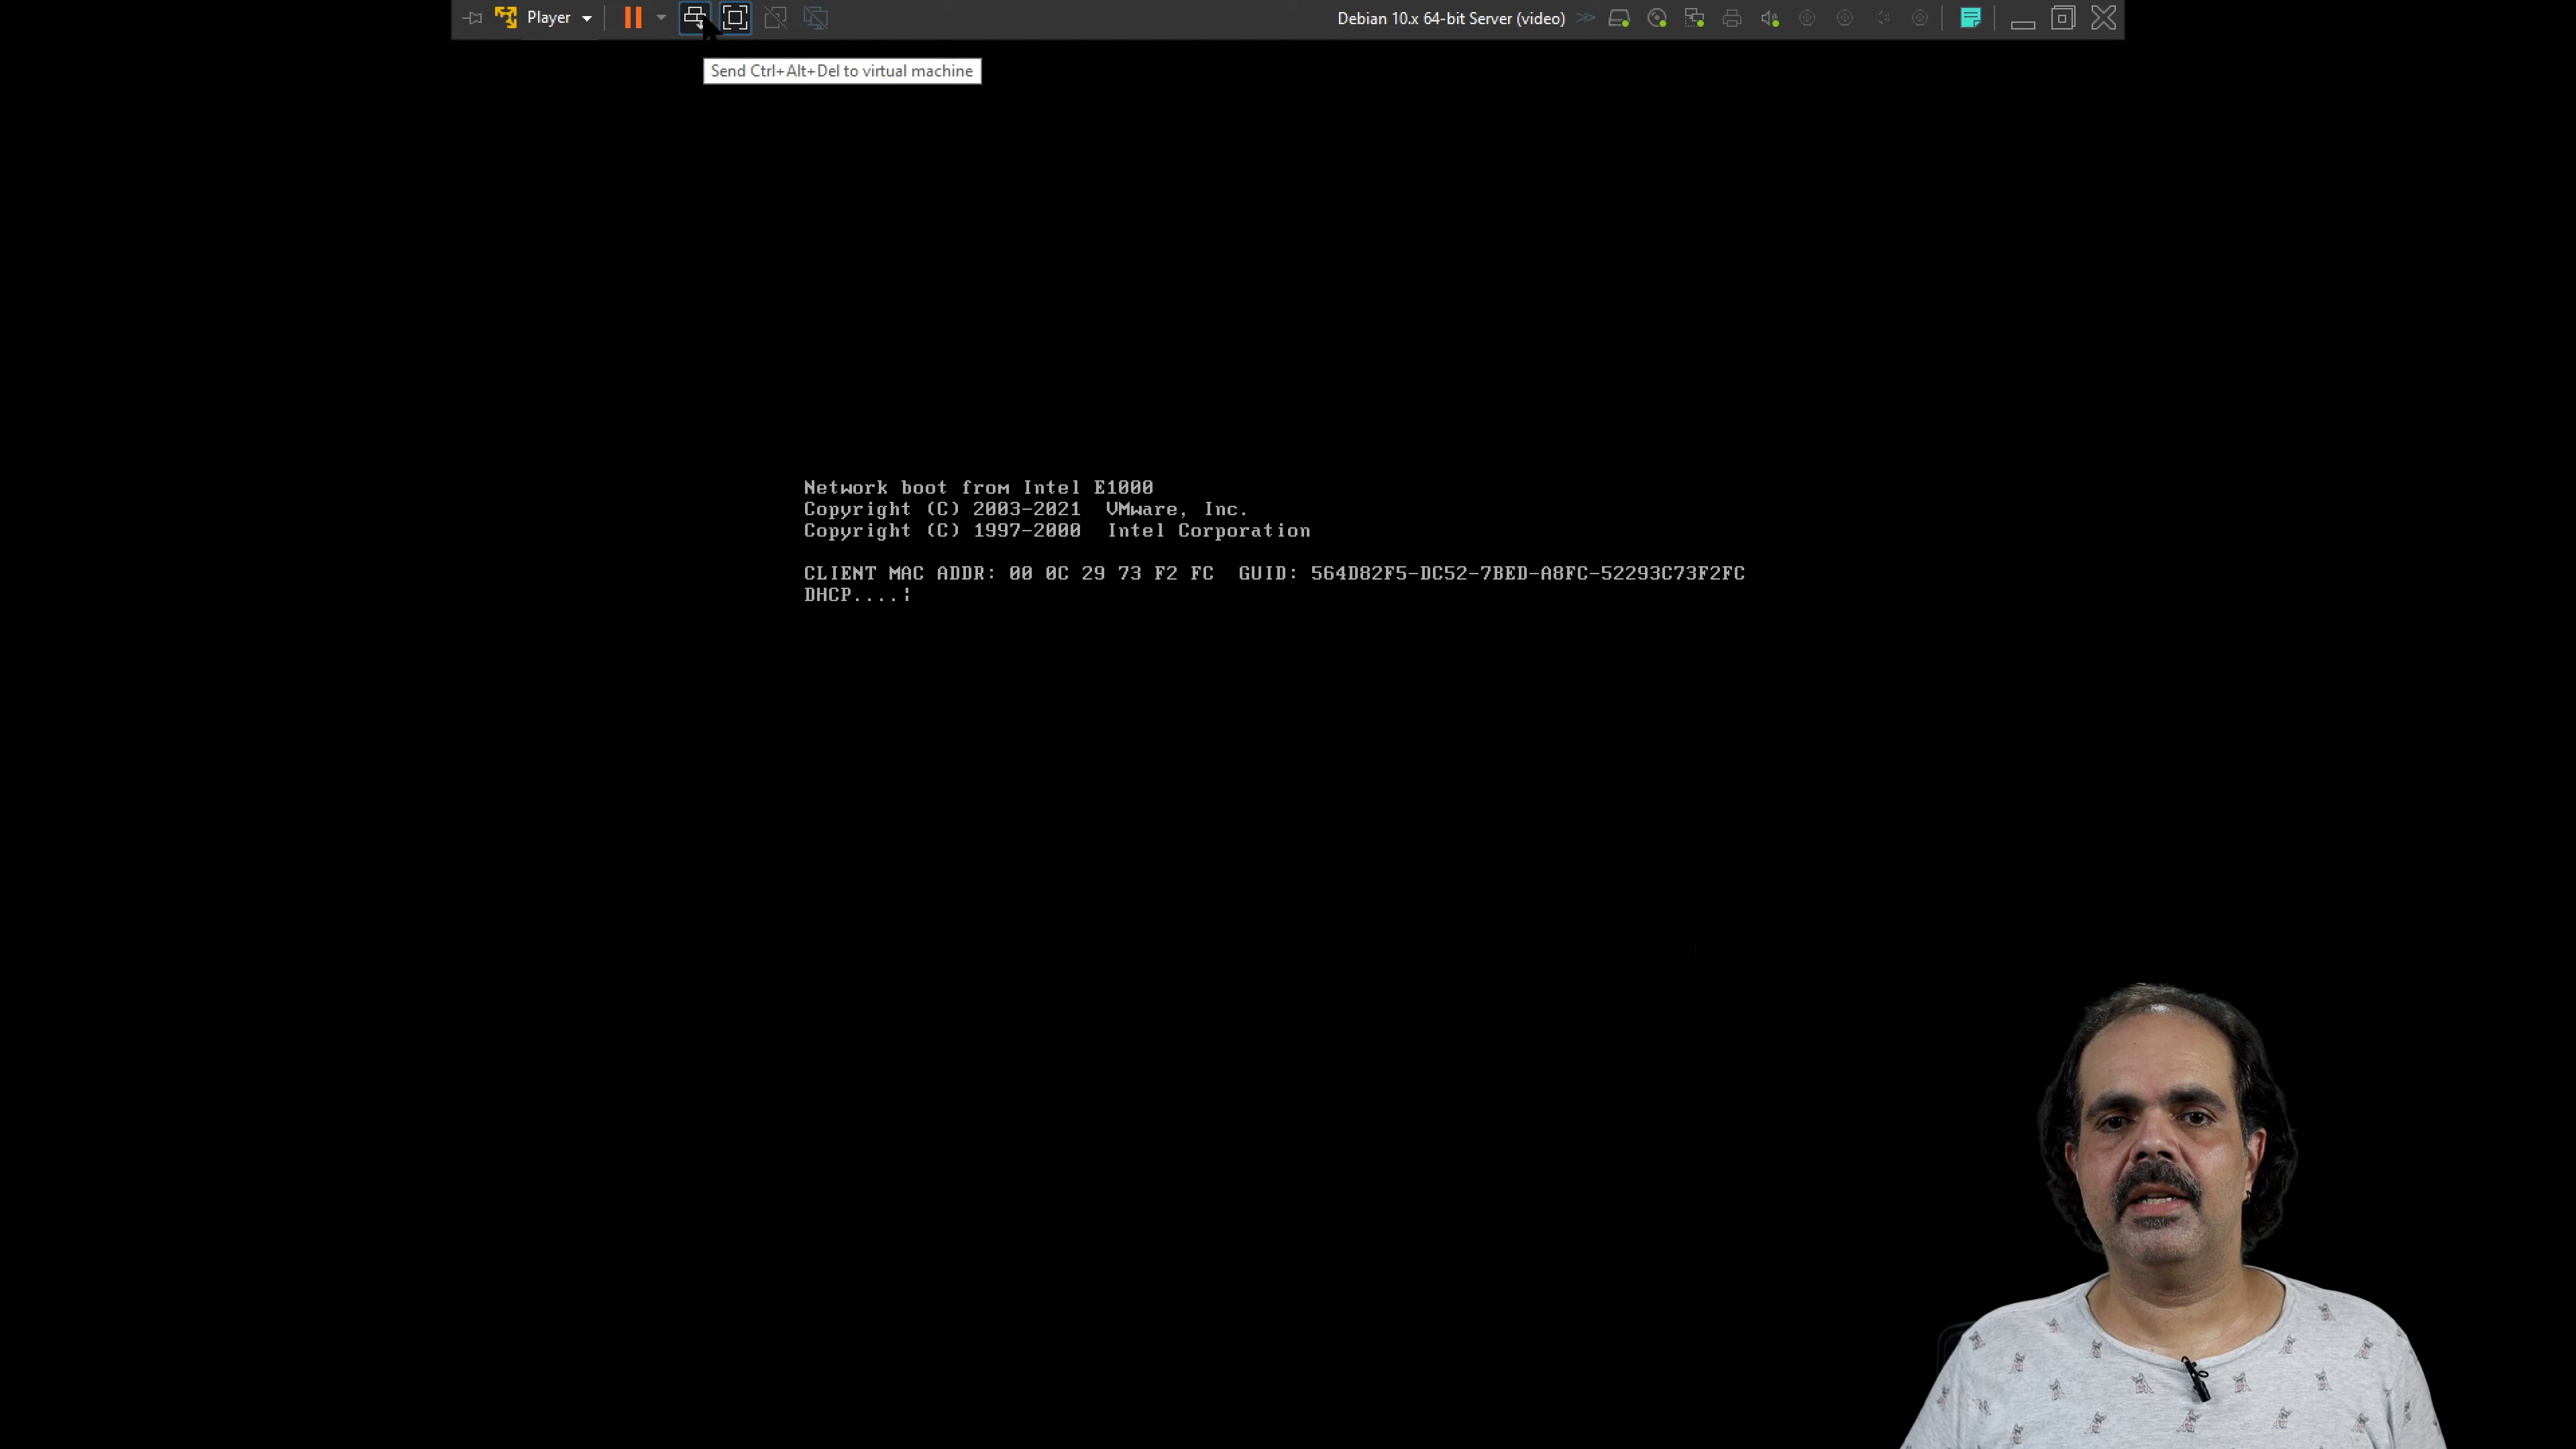 Player
Debian 10.x 64-bit Server (video)
Send Ctrl+Alt+Del to virtual machine
Network boot from Intel E1000
Copyright (C) 2003-2021 VMware, Inc.
Copyright (C) 1997-2000 Intel Corporation
CLIENT MAC ADDR: 00 0C 29 73 F2 FC GUID: 564D82F5-DC52-7BED-A8FC-52293C73F2FC
DHCP....¦